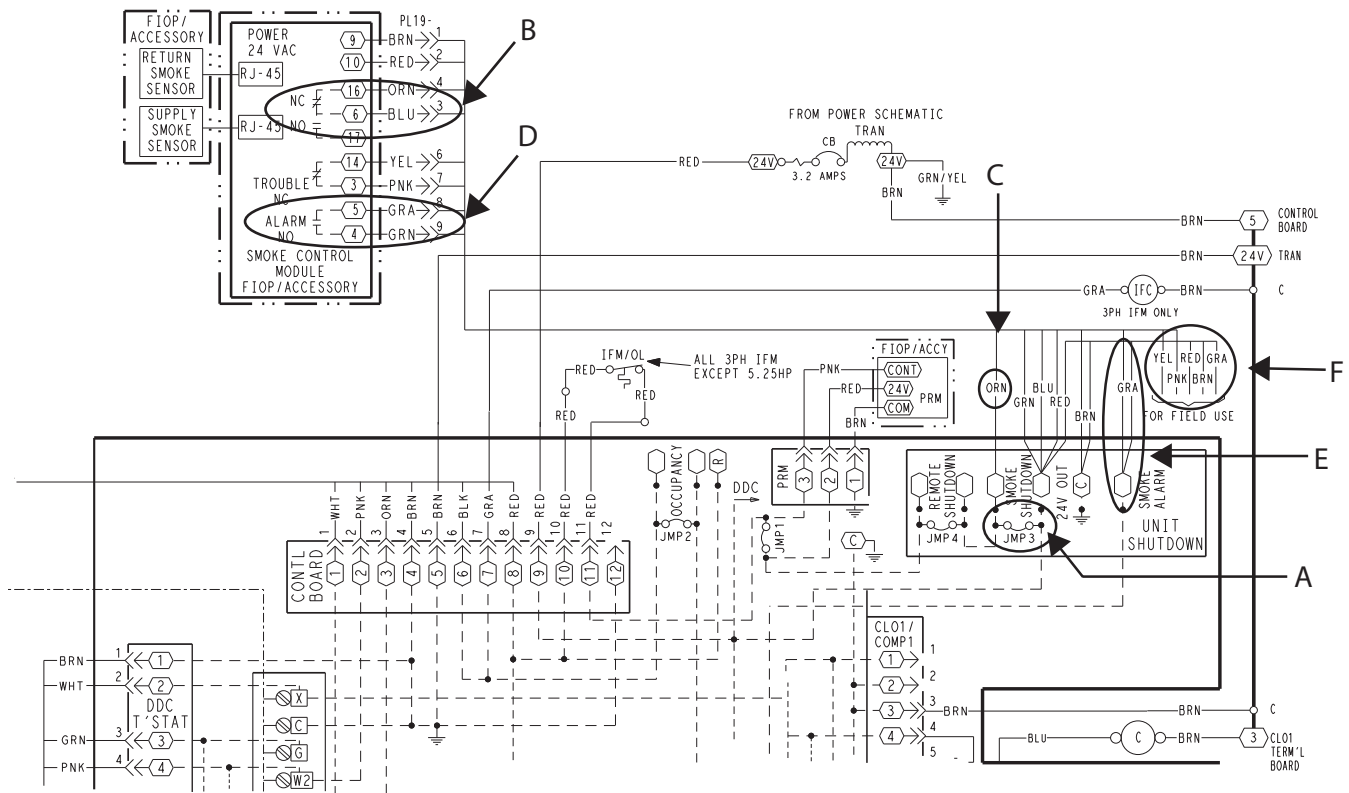 FIOP/
ACCESSORY
RETURN
SMOKE
SENSOR
SUPPLY
SMOKE
SENSOR
POWER
24 VAC
RJ-45
RJ-45
PL19-
9 BRN 1
10 RED 2
NC 16 ORN 4
6 BLU 3
NO 17
14 YEL 6
TROUBLE 3 PNK 7
NC
5 GRA 8
ALARM
NO 4 GRN 9
SMOKE CONTROL
MODULE
FIOP/ACCESSORY
B
D
FROM POWER SCHEMATIC
TRAN
CB
RED 24V 24V
3.2 AMPS
GRN/YEL
BRN
C
BRN 5 CONTROL
BOARD
BRN 24V TRAN
GRA IFC BRN C
3PH IFM ONLY
IFM/OL
RED
RED
RED
RED
ALL 3PH IFM
EXCEPT 5.25HP
FIOP/ACCY
PNK CONT
RED 24V
PRM
BRN COM
ORN
GRN
BLU
RED
BRN
GRA
YEL RED GRA
PNK BRN
FOR FIELD USE
F
E
A
OCCUPANCY
R
JMP2
DDC
PRM
3 2 1
JMP1
C
REMOTE
SHUTDOWN
SMOKE
SHUTDOWN
24V OUT
C
SMOKE
ALARM
JMP4
JMP3
UNIT
SHUTDOWN
WHT PNK ORN BRN BRN BLK GRA RED RED RED RED
1 2 3 4 5 6 7 8 9 10 11 12
CONTL
BOARD
1 2 3 4 5 6 7 8 9 10 11 12
BRN 1 1
WHT 2 2
DDC
T'STAT
GRN 3 3
PNK 4 4
X
C
G
W2
CLO1/
COMP1
1 1
2 2
3 3 BRN BRN C
4 4
5
BLU C BRN 3 CLO1
TERM'L
BOARD